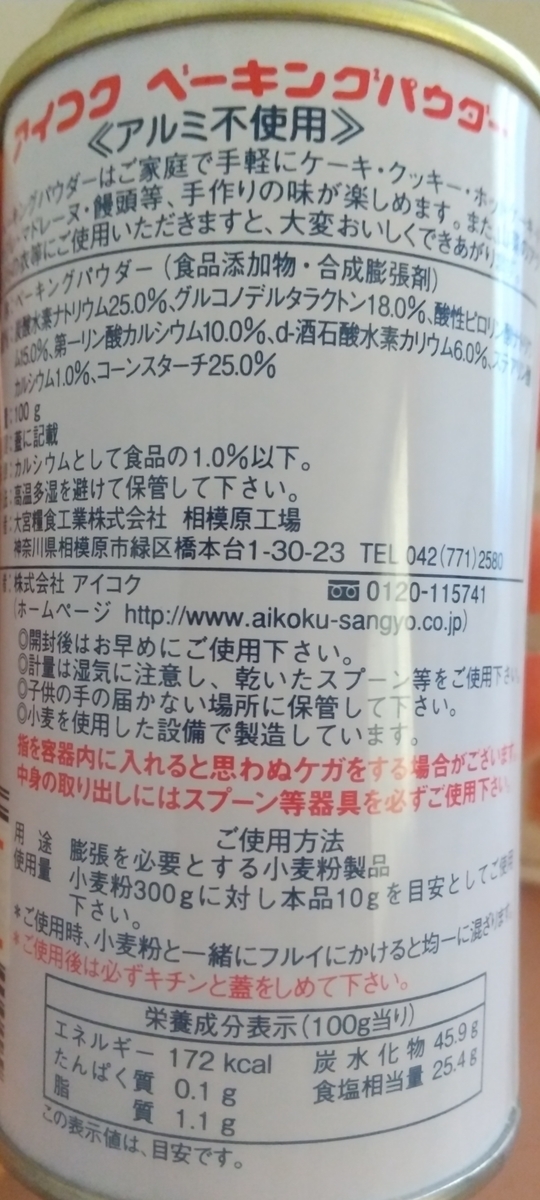 アイコク ベーキングパウダー
≪アルミ不使用≫
ーキングパウダーはご家庭で手軽にケーキ・クッキー・ホッ
マドレーヌ・饅頭等、手作りの味が楽しめます。また
の衣等にご使用いただきますと、大変おいしくできあがり
ベーキングパウダー(食品添加物・合成膨張剤)
炭酸水素ナトリウム25.0%、グルコノデルタラクトン18.0%、酸性ピロリン
ム15.0%、第一リン酸カルシウム10.0%、d-酒石酸水素カリウム6.0%、ステアリン酸
カルシウム1.0%、コーンスターチ25.0%
100g
蓋に記載
カルシウムとして食品の1.0%以下。
高温多湿を避けて保管して下さい。
者:大宮糧食工業株式会社 相模原工場
神奈川県相模原市緑区橋本台1-30-23 TEL 042(771)2580
者:株式会社 アイコク 0120-115741
(ホームページ http://www.aikoku-sangyo.co.jp)
◎開封後はお早めにご使用下さい。
◎計量は湿気に注意し、乾いたスプーン等をご使用下さい。
◎子供の手の届かない場所に保管して下さい。
◎小麦を使用した設備で製造しています。
指を容器内に入れると思わぬケガをする場合がございます。
中身の取り出しにはスプーン等器具を必ずご使用下さい。
ご使用方法
用途 膨張を必要とする小麦粉製品
使用量 小麦粉300gに対し本品10gを目安としてご使用
下さい。
*ご使用時、小麦粉と一緒にフルイにかけると均一に混ざります。
*ご使用後は必ずキチンと蓋をしめて下さい。
栄養成分表示(100g当り)
エネルギー 172kcal 炭水化物 45.9g
たんぱく質 0.1g 食塩相当量 25.4g
脂質 1.1g
この表示値は、目安です。